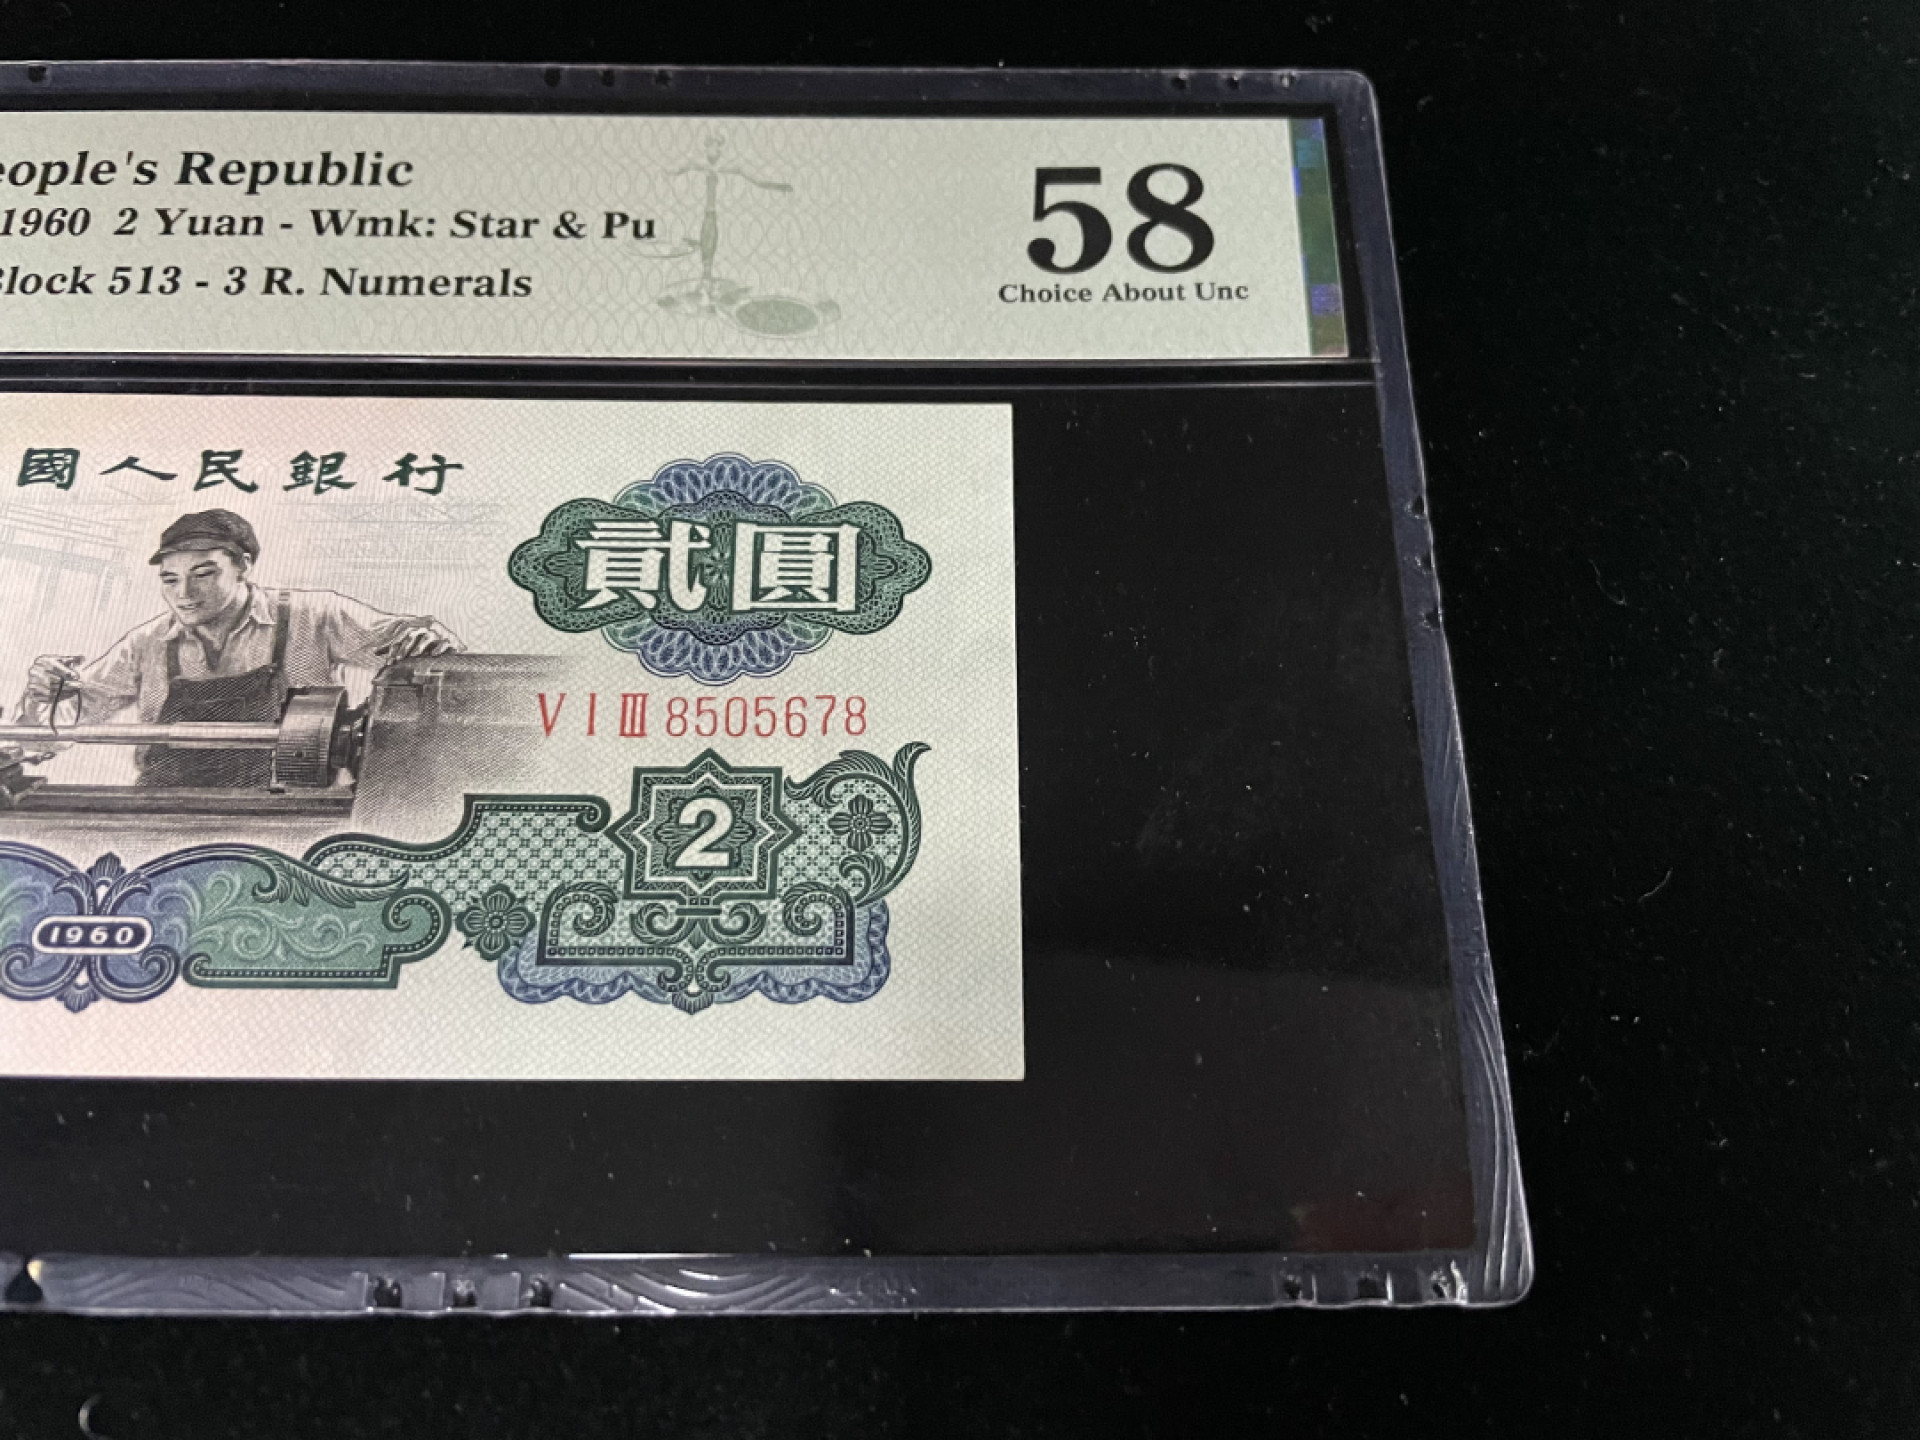 eople's Republic
1960 2 Yuan - Wmk: Star & Pu
Block 513 - 3 R. Numerals
58
Choice About Unc
國人民銀行
貳圓
V I III 8505678
2
1960